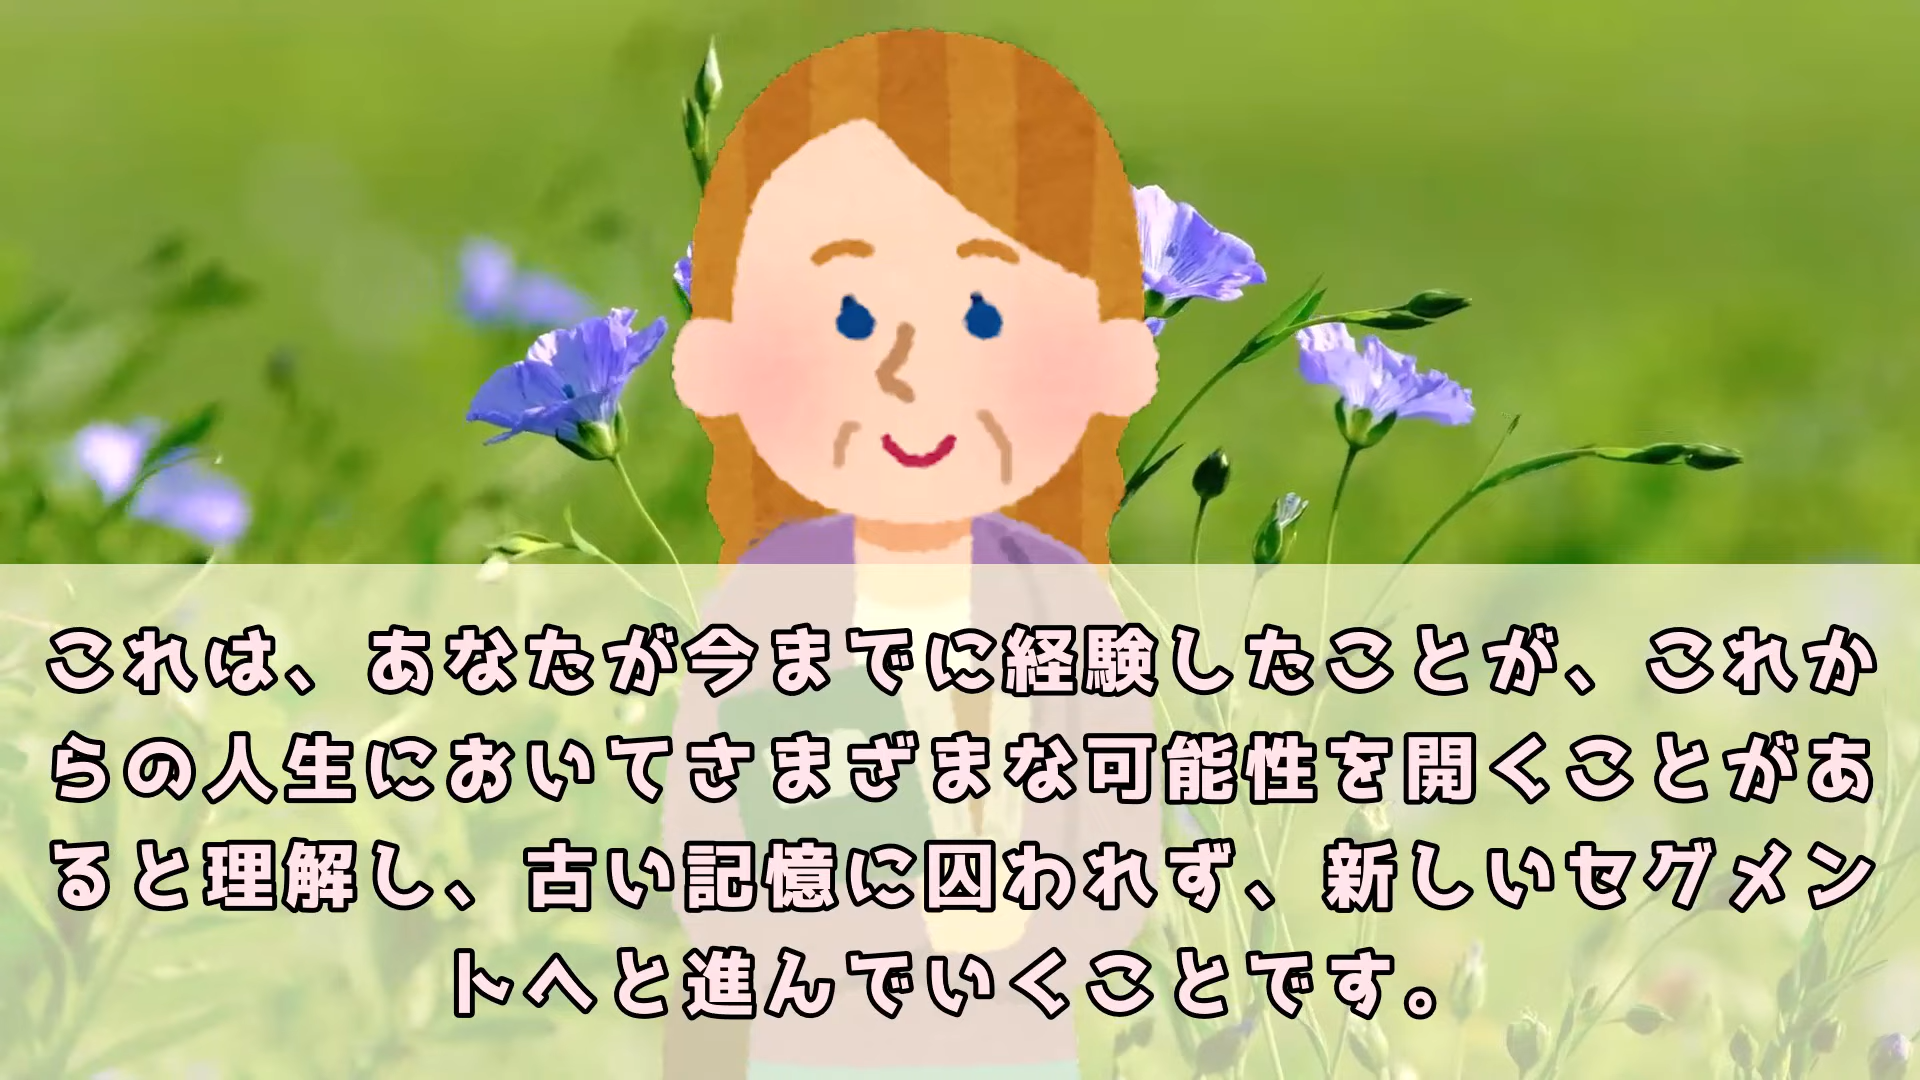 これは、あなたが今までに経験したことが、これか
らの人生においてさまざまな可能性を開くことがあ
ると理解し、古い記憶に囚われず、新しいセグメン
トへと進んでいくことです。